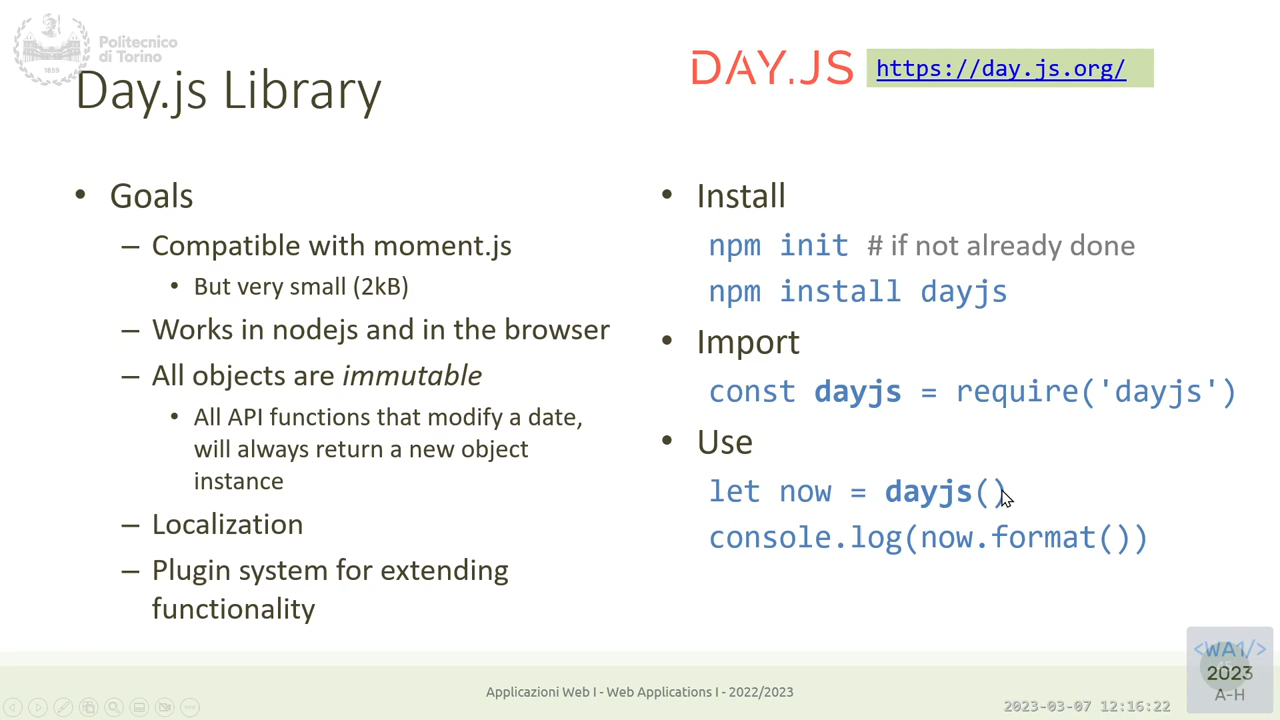 Politecnico
di Torino
1859
Day.js Library
DAY.JS
https://day.js.org/
• Goals
– Compatible with moment.js
• But very small (2kB)
– Works in nodejs and in the browser
– All objects are immutable
• All API functions that modify a date,
will always return a new object
instance
– Localization
– Plugin system for extending
functionality
• Install
npm init # if not already done
npm install dayjs
• Import
const dayjs = require('dayjs')
• Use
let now = dayjs()
console.log(now.format())
Applicazioni Web I - Web Applications I - 2022/2023
<WA1/>
2023
A-H
2023-03-07 12:16:22